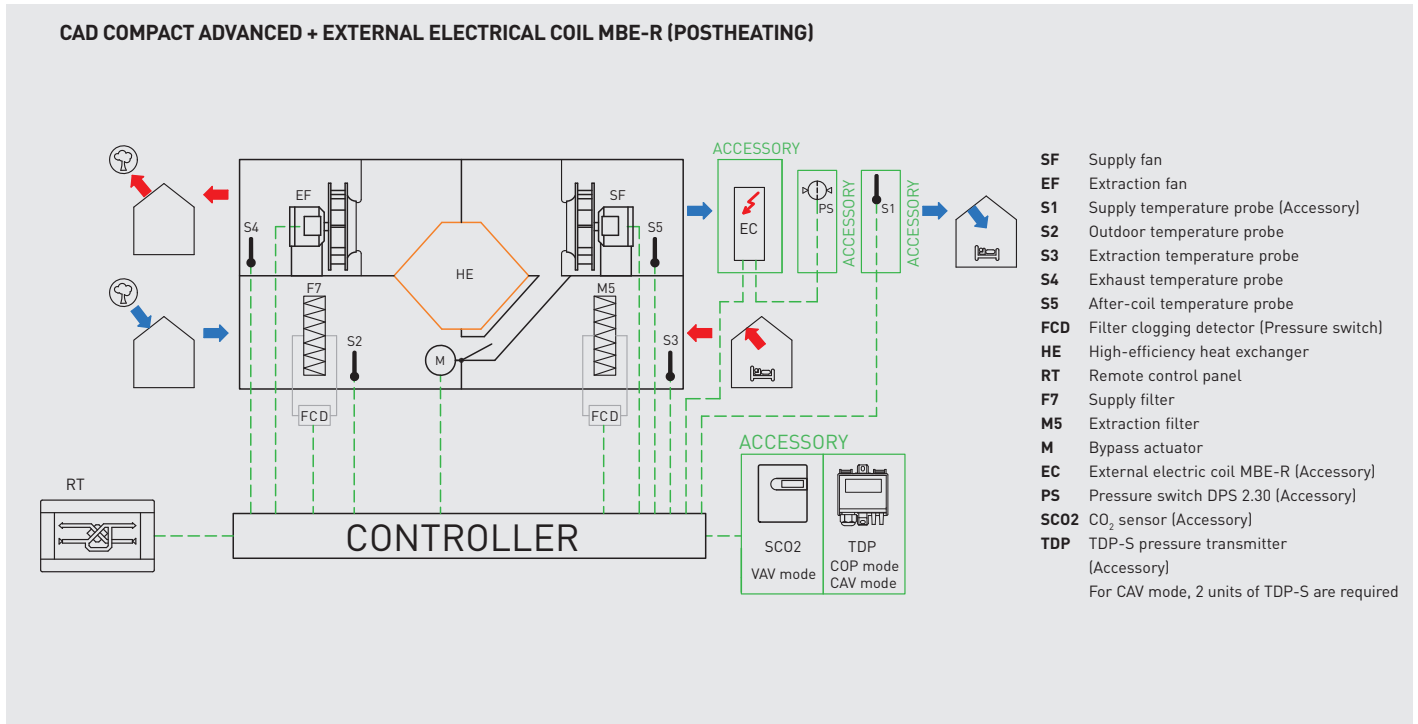 CAD COMPACT ADVANCED + EXTERNAL ELECTRICAL COIL MBE-R (POSTHEATING)
ACCESSORY
EF
SF
S4
S5
HE
EC
PS
ACCESSORY
S1
ACCESSORY
F7
M5
S2
M
S3
FCD
FCD
RT
CONTROLLER
ACCESSORY
SCO2
VAV mode
TDP
COP mode
CAV mode
SF Supply fan
EF Extraction fan
S1 Supply temperature probe (Accessory)
S2 Outdoor temperature probe
S3 Extraction temperature probe
S4 Exhaust temperature probe
S5 After-coil temperature probe
FCD Filter clogging detector (Pressure switch)
HE High-efficiency heat exchanger
RT Remote control panel
F7 Supply filter
M5 Extraction filter
M Bypass actuator
EC External electric coil MBE-R (Accessory)
PS Pressure switch DPS 2.30 (Accessory)
SCO2 CO₂ sensor (Accessory)
TDP TDP-S pressure transmitter
(Accessory)
For CAV mode, 2 units of TDP-S are required